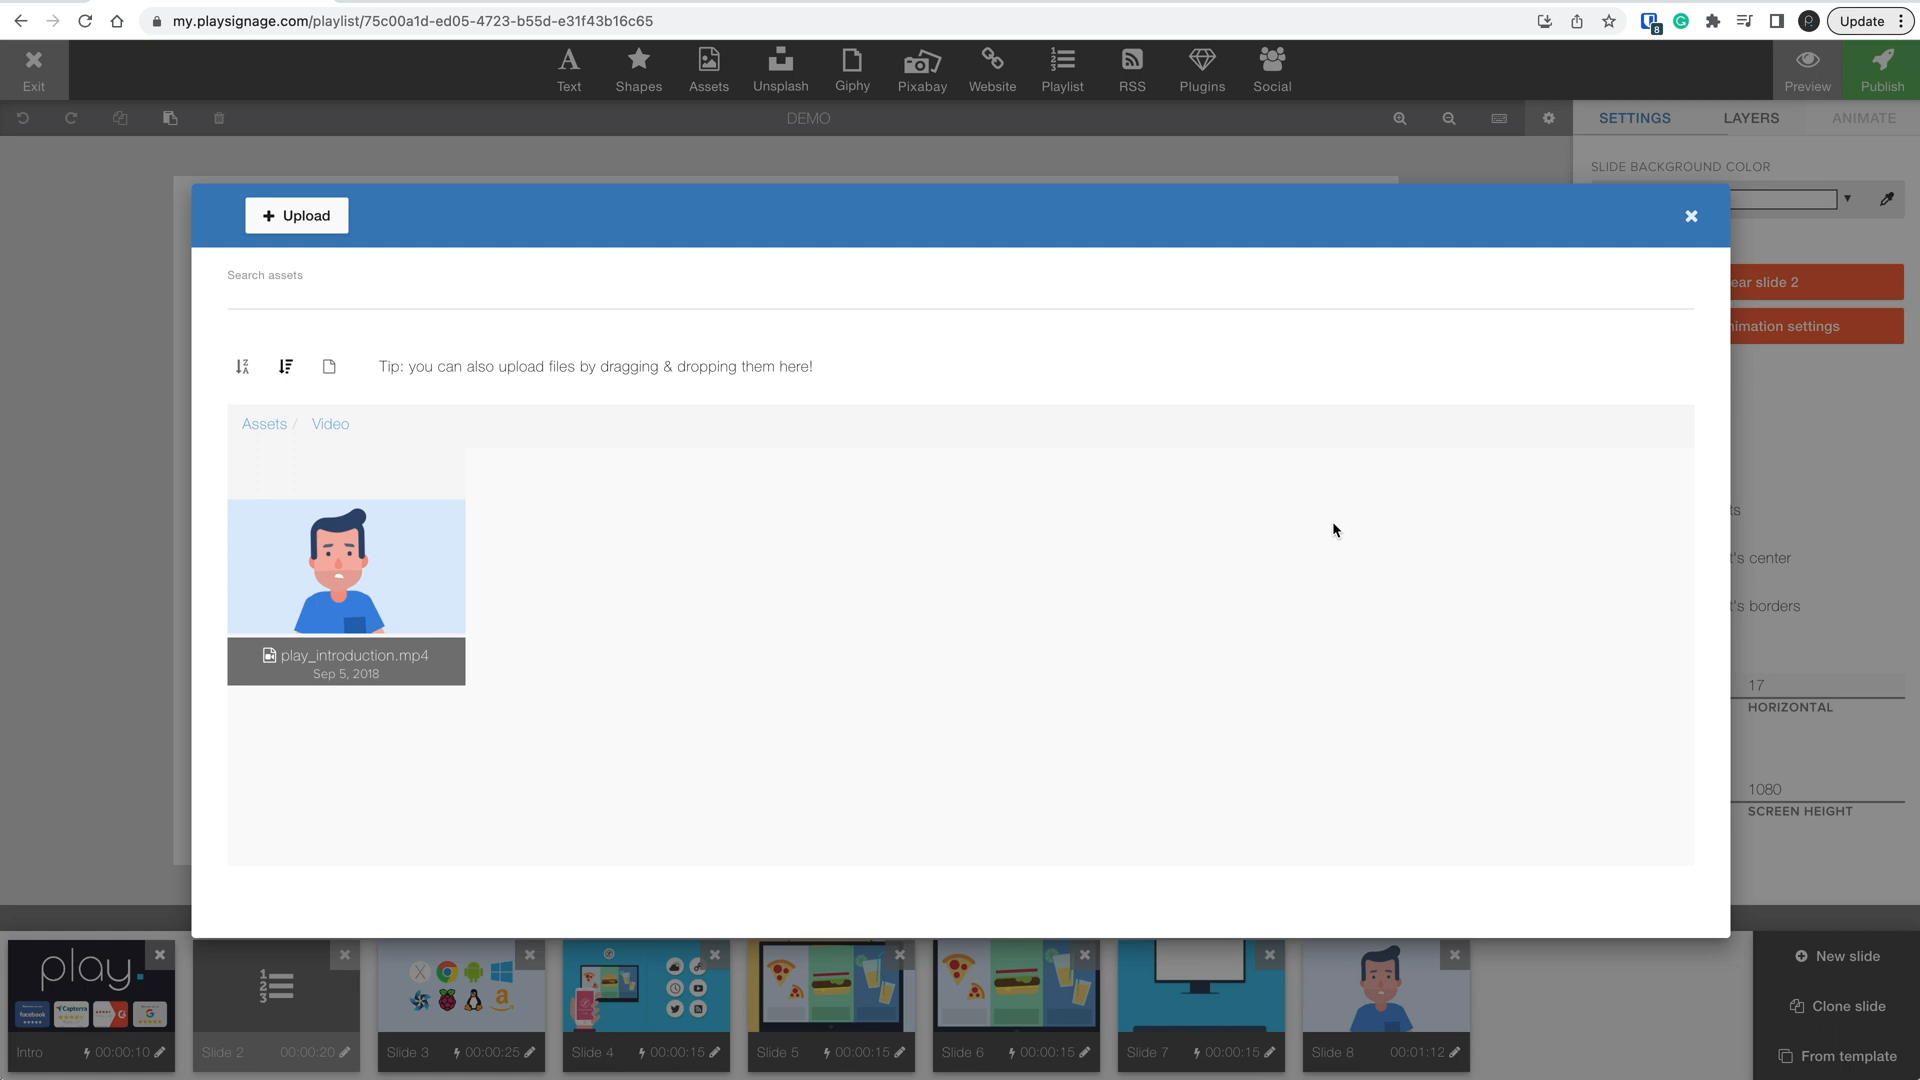 my.playsignage.com/playlist/75c00a1d-ed05-4723-b55d-e31f43b16c65
8
Update
Exit
Text
Shapes
Assets
Unsplash
Giphy
Pixabay
Website
Playlist
RSS
Plugins
Social
Preview
Publish
DEMO
SETTINGS
LAYERS
ANIMATE
SLIDE BACKGROUND COLOR
+ Upload
Search assets
ear slide 2
nimation settings
Tip: you can also upload files by dragging & dropping them here!
Assets / Video
ts
t's center
t's borders
play_introduction.mp4
Sep 5, 2018
17
HORIZONTAL
1080
SCREEN HEIGHT
play.
facebook
Capterra
Intro 00:00:10
Slide 2 00:00:20
Slide 3 00:00:25
Slide 4 00:00:15
Slide 5 00:00:15
Slide 6 00:00:15
Slide 7 00:00:15
Slide 8 00:01:12
New slide
Clone slide
From template